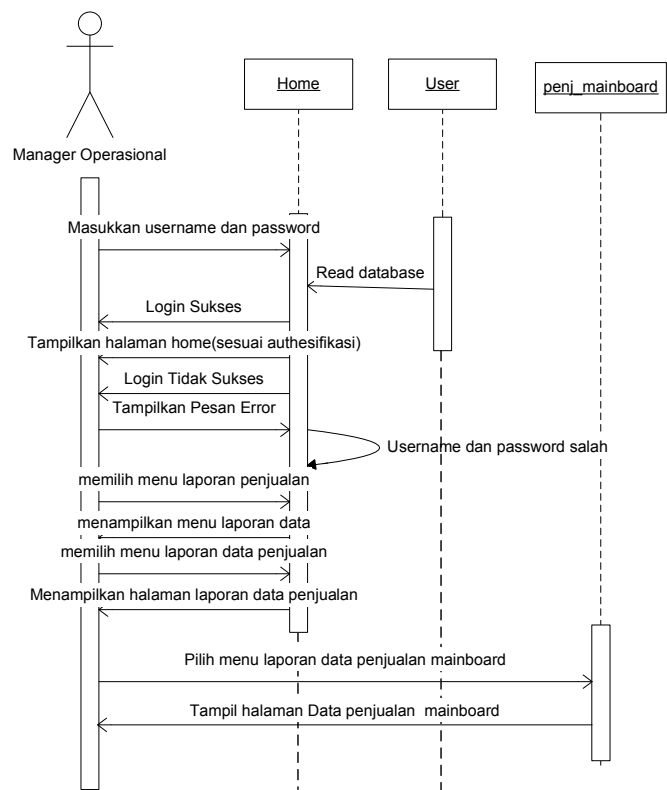 Home
User
penj_mainboard
Manager Operasional
Masukkan username dan password
Read database
Login Sukses
Tampilkan halaman home(sesuai authesifikasi)
Login Tidak Sukses
Tampilkan Pesan Error
Username dan password salah
memilih menu laporan penjualan
menampilkan menu laporan data
memilih menu laporan data penjualan
Menampilkan halaman laporan data penjualan
Pilih menu laporan data penjualan mainboard
Tampil halaman Data penjualan mainboard